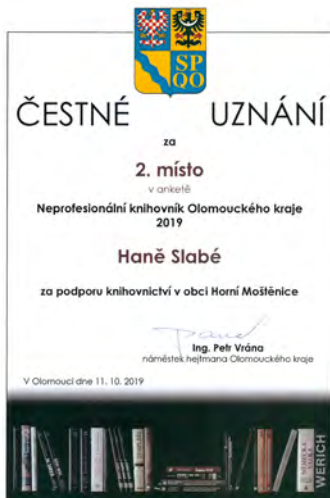 SP
QO
ČESTNÉ UZNÁNÍ
za
2. místo
v anketě
Neprofesionální knihovník Olomouckého kraje
2019
Haně Slabé
za podporu knihovnictví v obci Horní Moštěnice
Ing. Petr Vrána
náměstek hejtmana Olomouckého kraje
V Olomouci dne 11. 10. 2019
WERICH